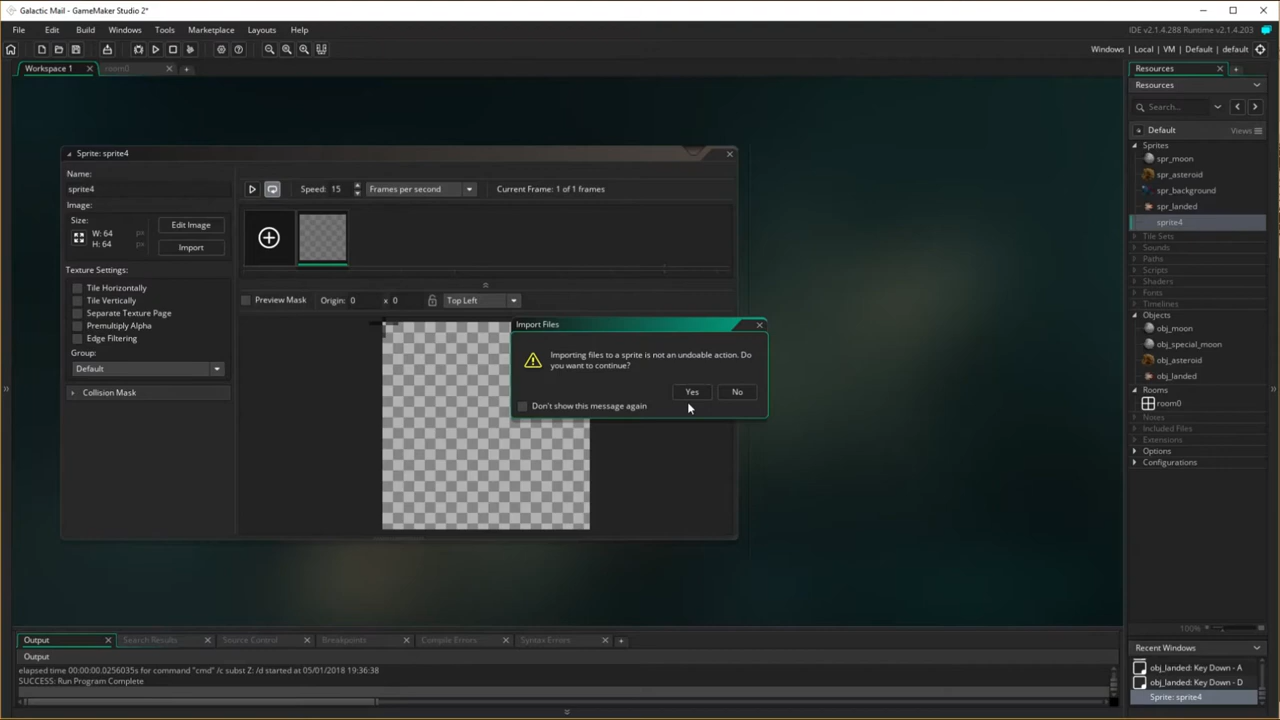 Galactic Mail - GameMaker Studio 2*
File Edit Build Windows Tools Marketplace Layouts Help
IDE v2.1.4.288 Runtime v2.1.4.203
Windows | Local | VM | Default | default
Workspace 1
room0
Resources
Resources
Search...
Default
Views
Sprites
spr_moon
spr_asteroid
spr_background
spr_landed
sprite4
Tile Sets
Sounds
Paths
Scripts
Shaders
Fonts
Timelines
Objects
obj_moon
obj_special_moon
obj_asteroid
obj_landed
Rooms
room0
Notes
Included Files
Extensions
Options
Configurations
100%
Recent Windows
obj_landed: Key Down - A
obj_landed: Key Down - D
Sprite: sprite4
Sprite: sprite4
Name:
sprite4
Image:
Size:
W: 64 px
H: 64 px
Edit Image
Import
Texture Settings:
Tile Horizontally
Tile Vertically
Separate Texture Page
Premultiply Alpha
Edge Filtering
Group:
Default
Collision Mask
Speed: 15 Frames per second Current Frame: 1 of 1 frames
Preview Mask Origin: 0 x 0 Top Left
Import Files
Importing files to a sprite is not an undoable action. Do
you want to continue?
Yes No
Don't show this message again
Output Search Results Source Control Breakpoints Compile Errors Syntax Errors
Output
elapsed time 00:00:00.0256035s for command "cmd" /c subst Z: /d started at 05/01/2018 19:36:38
SUCCESS: Run Program Complete